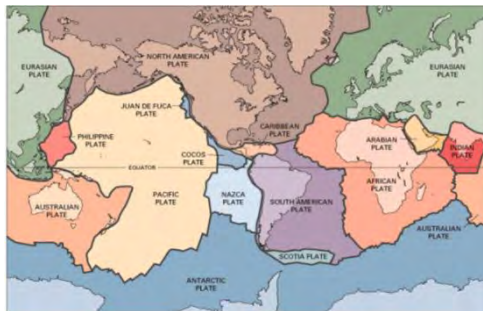 EURASIAN
PLATE
NORTH AMERICAN
PLATE
EURASIAN
PLATE
JUAN DE FUCA
PLATE
PHILIPPINE
PLATE
CARIBBEAN
PLATE
ARABIAN
PLATE
INDIAN
PLATE
COCOS
PLATE
EQUATOR
AUSTRALIAN
PLATE
PACIFIC
PLATE
NAZCA
PLATE
SOUTH AMERICAN
PLATE
AFRICAN
PLATE
AUSTRALIAN
PLATE
SCOTIA PLATE
ANTARCTIC
PLATE